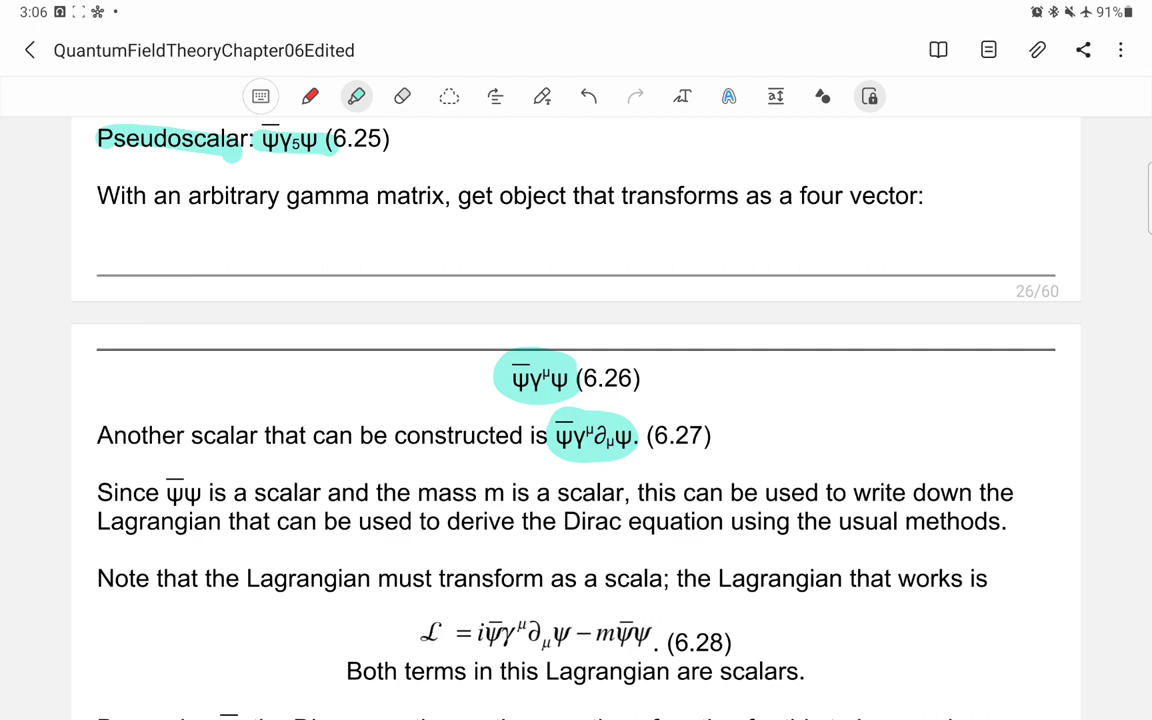 3:06
91%
QuantumFieldTheoryChapter06Edited
Pseudoscalar: ψ̅γ₅ψ (6.25)
With an arbitrary gamma matrix, get object that transforms as a four vector:
26/60
ψ̅γᵘψ (6.26)
Another scalar that can be constructed is ψ̅γᵘ∂ᵤψ. (6.27)
Since ψ̅ψ is a scalar and the mass m is a scalar, this can be used to write down the
Lagrangian that can be used to derive the Dirac equation using the usual methods.
Note that the Lagrangian must transform as a scala; the Lagrangian that works is
ℒ = iψ̅γ^μ∂_μψ − mψ̅ψ. (6.28)
Both terms in this Lagrangian are scalars.